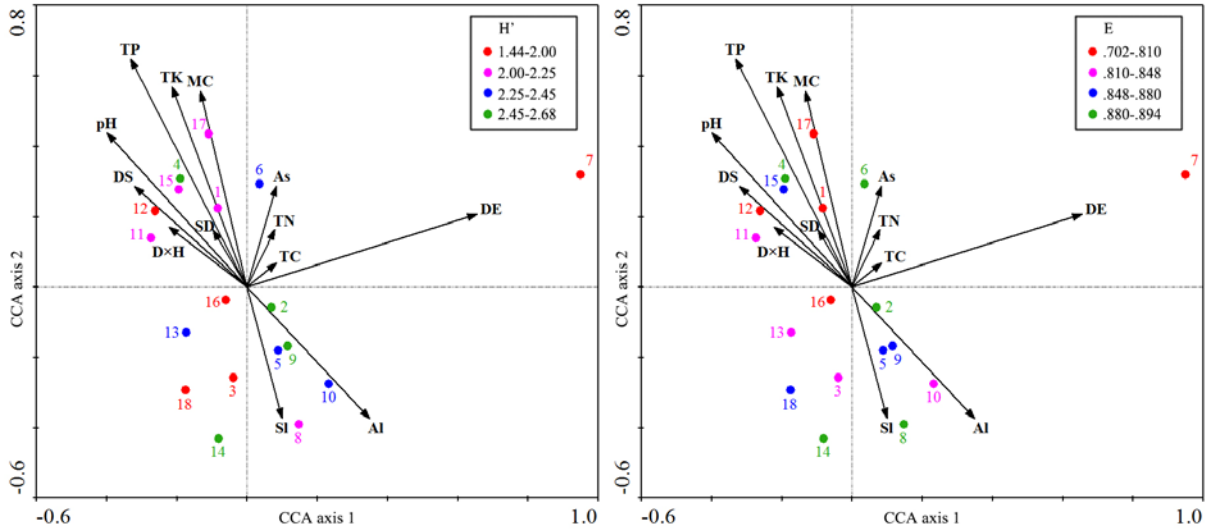 0.8
H'
1.44-2.00
2.00-2.25
2.25-2.45
2.45-2.68
TP
TK
MC
17
pH
4
15
DS
1
6
As
7
12
11
SD
TN
DE
D×H
TC
16
2
13
5
9
3
18
10
Sl
8
Al
14
CCA axis 2
-0.6
-0.6
CCA axis 1
1.0
0.8
E
.702-.810
.810-.848
.848-.880
.880-.894
TP
TK
MC
17
pH
4
15
DS
1
6
As
7
12
11
SD
TN
DE
D×H
TC
16
2
13
5
9
3
18
10
Sl
8
Al
14
CCA axis 2
-0.6
-0.6
CCA axis 1
1.0